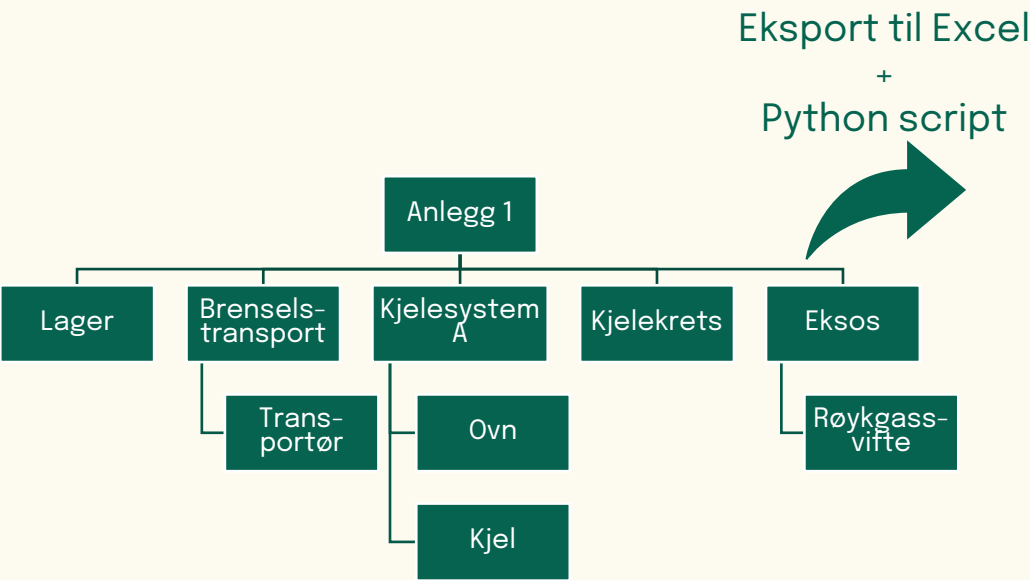 Eksport til Excel
+
Python script
Anlegg 1
Lager
Brensels-
transport
Kjelesystem
A
Kjelekrets
Eksos
Trans-
portør
Ovn
Røykgass-
vifte
Kjel